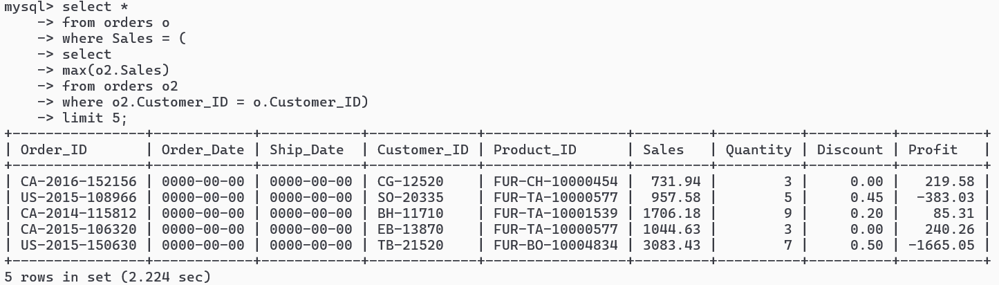 mysql> select *
    -> from orders o
    -> where Sales = (
    -> select
    -> max(o2.Sales)
    -> from orders o2
    -> where o2.Customer_ID = o.Customer_ID)
    -> limit 5;
+----------------+------------+------------+-------------+-----------------+---------+----------+----------+----------+
| Order_ID       | Order_Date | Ship_Date  | Customer_ID | Product_ID      | Sales   | Quantity | Discount | Profit   |
+----------------+------------+------------+-------------+-----------------+---------+----------+----------+----------+
| CA-2016-152156 | 0000-00-00 | 0000-00-00 | CG-12520    | FUR-CH-10000454 |  731.94 |        3 |     0.00 |   219.58 |
| US-2015-108966 | 0000-00-00 | 0000-00-00 | SO-20335    | FUR-TA-10000577 |  957.58 |        5 |     0.45 |  -383.03 |
| CA-2014-115812 | 0000-00-00 | 0000-00-00 | BH-11710    | FUR-TA-10001539 | 1706.18 |        9 |     0.20 |    85.31 |
| CA-2015-106320 | 0000-00-00 | 0000-00-00 | EB-13870    | FUR-TA-10000577 | 1044.63 |        3 |     0.00 |   240.26 |
| US-2015-150630 | 0000-00-00 | 0000-00-00 | TB-21520    | FUR-BO-10004834 | 3083.43 |        7 |     0.50 | -1665.05 |
+----------------+------------+------------+-------------+-----------------+---------+----------+----------+----------+
5 rows in set (2.224 sec)